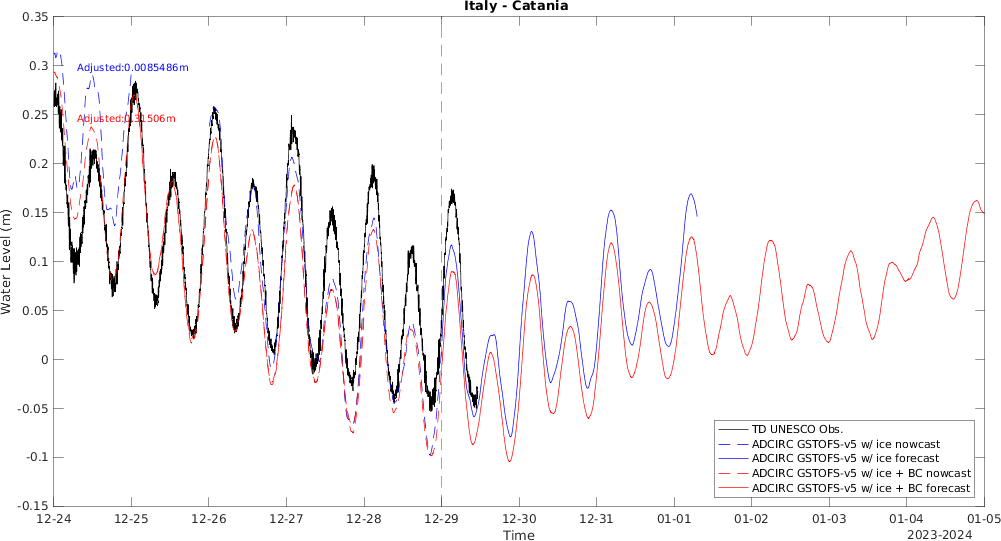 Italy - Catania
0.35
0.3
0.25
0.2
0.15
0.1
0.05
0
-0.05
-0.1
-0.15
Water Level (m)
Adjusted:0.0085486m
12-24
12-25
12-26
12-27
12-28
12-29
12-30
12-31
01-01
01-02
01-03
01-04
01-05
Time
2023-2024
TD UNESCO Obs.
ADCIRC GSTOFS-v5 w/ ice nowcast
ADCIRC GSTOFS-v5 w/ ice forecast
ADCIRC GSTOFS-v5 w/ ice + BC nowcast
ADCIRC GSTOFS-v5 w/ ice + BC forecast